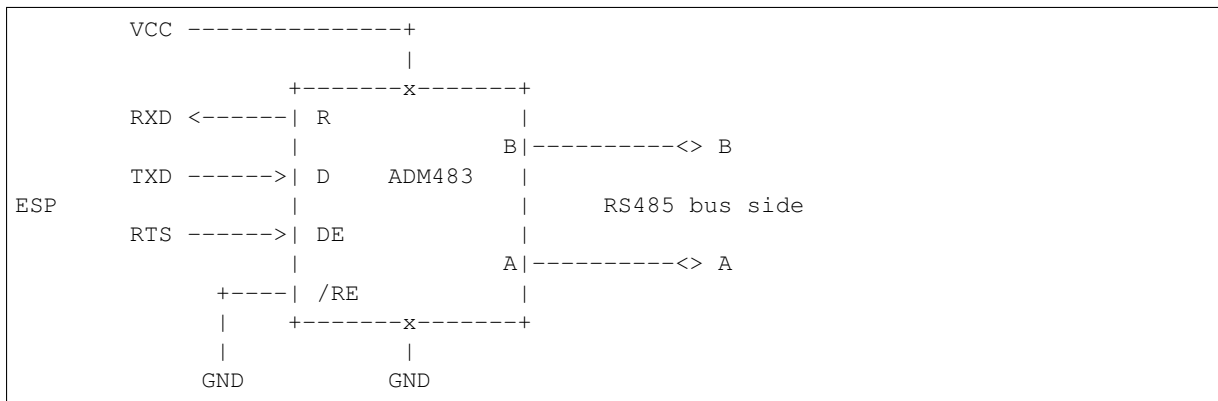 VCC ---------------+
|
+-------x-------+
RXD <------| R |
| B|----------<> B
TXD ------>| D ADM483 |
ESP | | RS485 bus side
RTS ------>| DE |
| A|----------<> A
+----| /RE |
| +-------x-------+
| |
GND GND